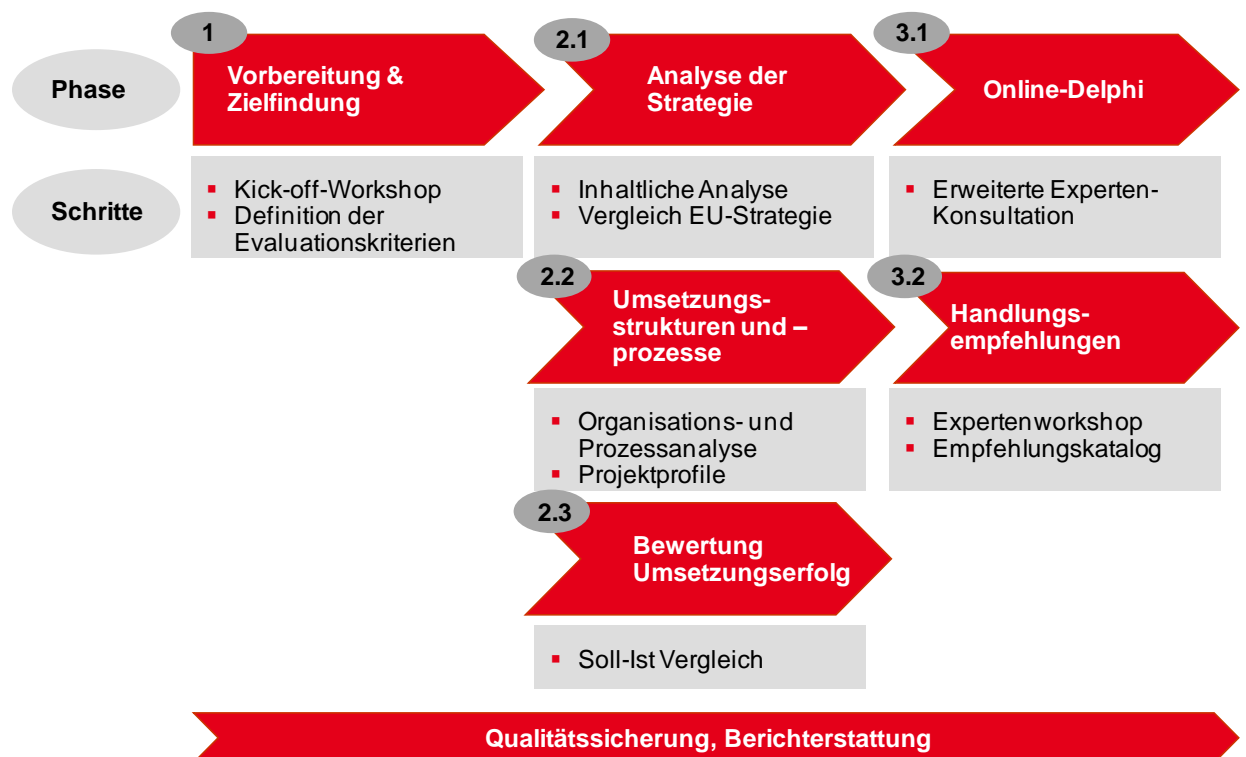 1
2.1
3.1
Phase
Vorbereitung &
Zielfindung
Analyse der
Strategie
Online-Delphi
Schritte
▪ Kick-off-Workshop
▪ Definition der
Evaluationskriterien
▪ Inhaltliche Analyse
▪ Vergleich EU-Strategie
▪ Erweiterte Experten-
Konsultation
2.2
3.2
Umsetzungs-
strukturen und –
prozesse
Handlungs-
empfehlungen
▪ Organisations- und
Prozessanalyse
▪ Projektprofile
▪ Expertenworkshop
▪ Empfehlungskatalog
2.3
Bewertung
Umsetzungserfolg
▪ Soll-Ist Vergleich
Qualitätssicherung, Berichterstattung